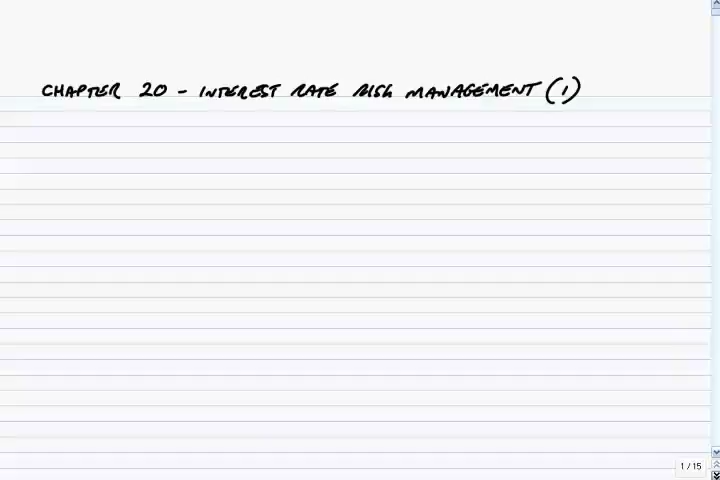 CHAPTER 20 - INTEREST RATE RISK MANAGEMENT (1)
1 / 15